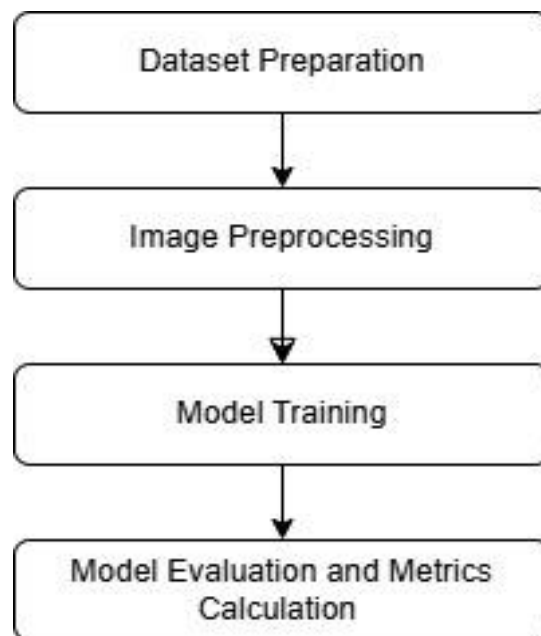 Dataset Preparation
Image Preprocessing
Model Training
Model Evaluation and Metrics
Calculation